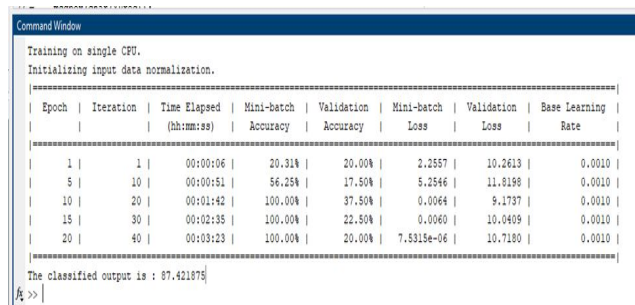 Command Window
Training on single CPU.
Initializing input data normalization.
|======================================================================================================================|
| Epoch | Iteration | Time Elapsed | Mini-batch | Validation | Mini-batch | Validation | Base Learning |
| | | (hh:mm:ss) | Accuracy | Accuracy | Loss | Loss | Rate |
|======================================================================================================================|
| 1 | 1 | 00:00:06 | 20.31% | 20.00% | 2.2557 | 10.2613 | 0.0010 |
| 5 | 10 | 00:00:51 | 56.25% | 17.50% | 5.2546 | 11.8198 | 0.0010 |
| 10 | 20 | 00:01:42 | 100.00% | 37.50% | 0.0064 | 9.1737 | 0.0010 |
| 15 | 30 | 00:02:35 | 100.00% | 22.50% | 0.0060 | 10.0409 | 0.0010 |
| 20 | 40 | 00:03:23 | 100.00% | 20.00% | 7.5315e-06 | 10.7180 | 0.0010 |
|======================================================================================================================|
The classified output is : 87.421875
fx >>